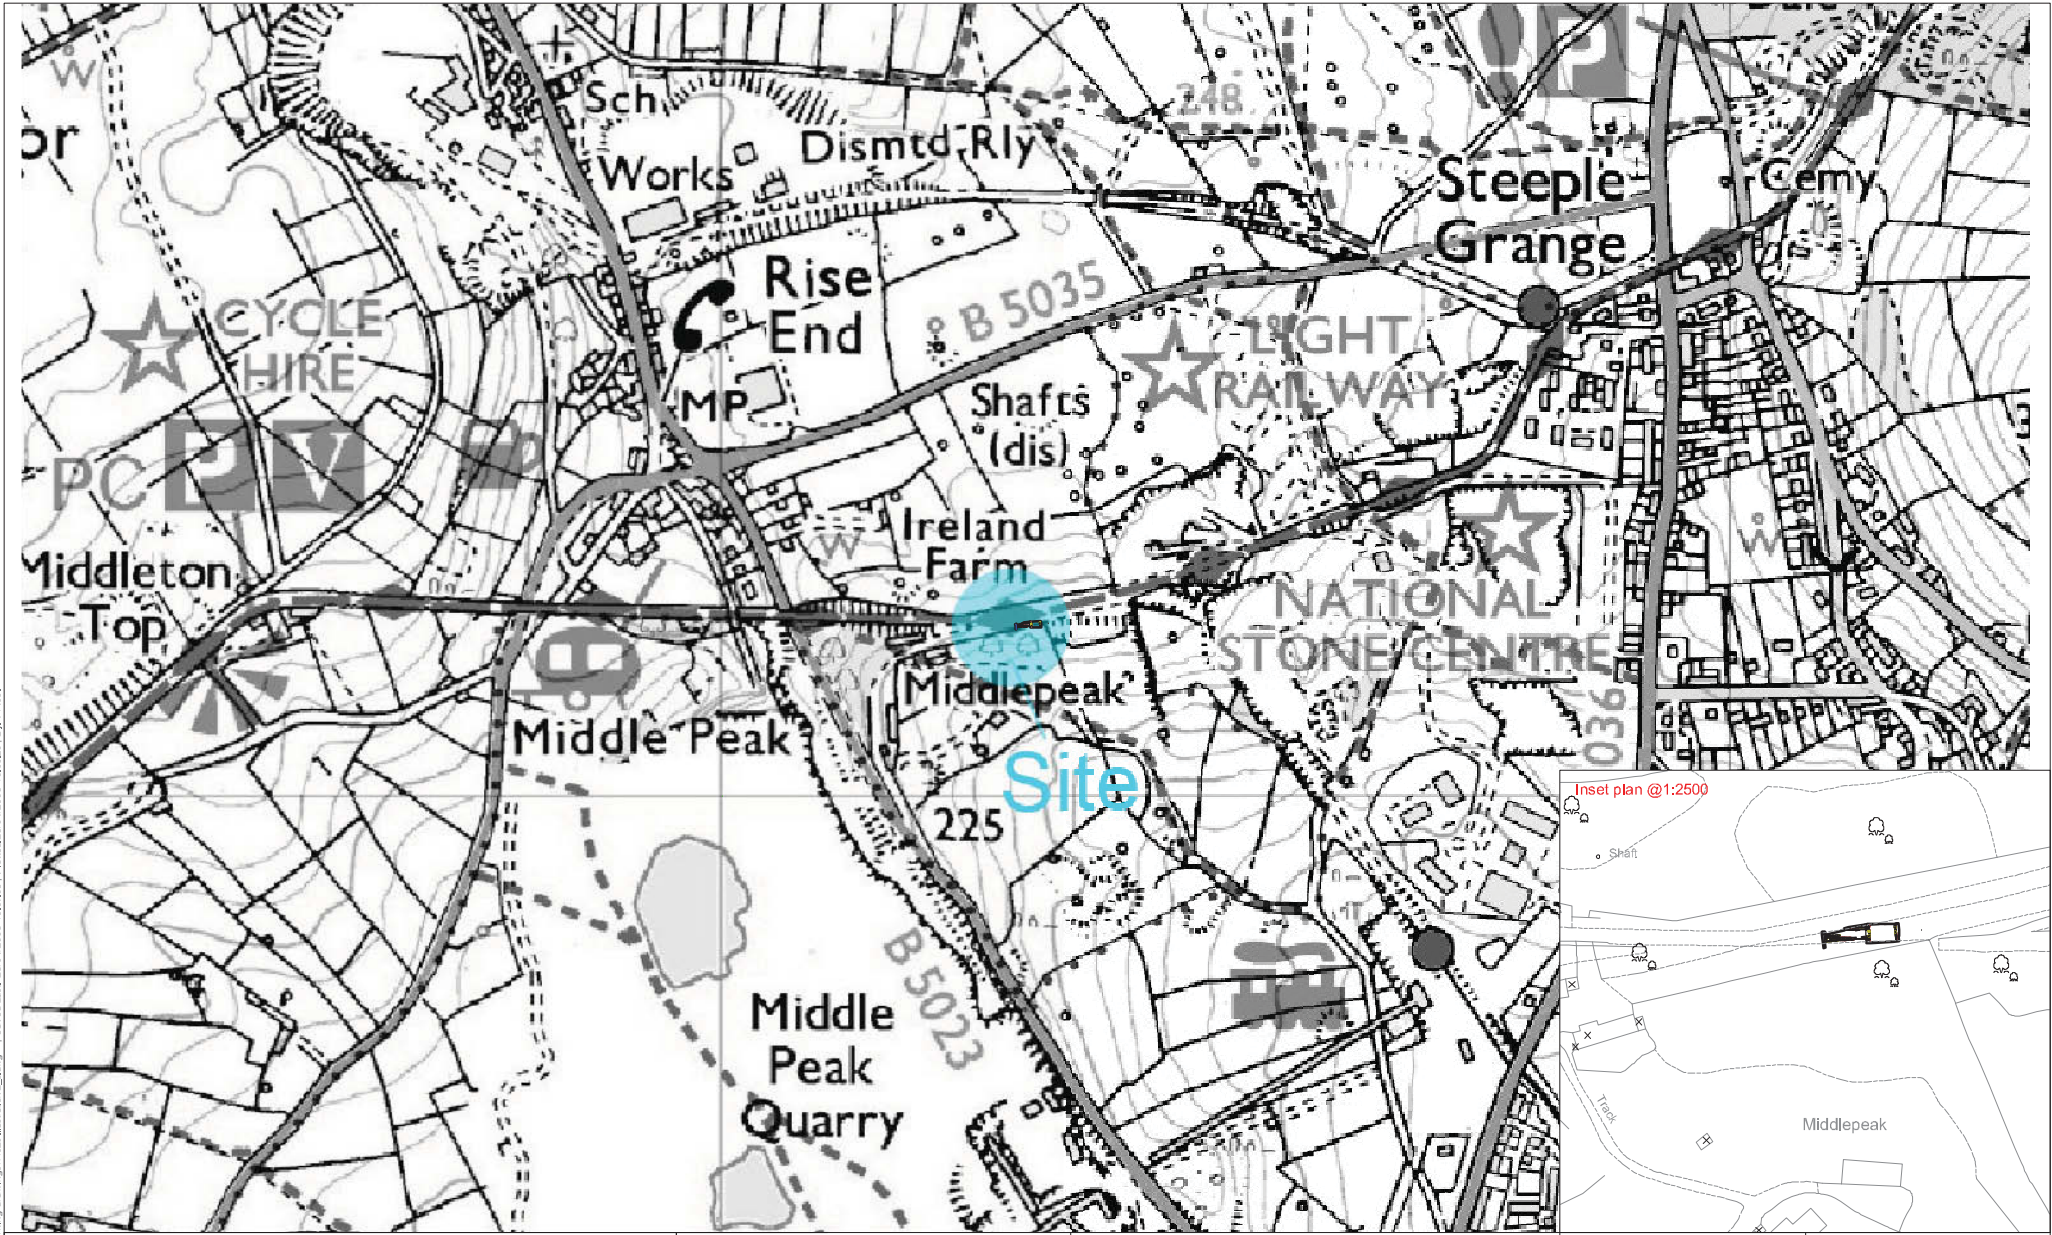 W
or
Sch
248
P
Works
Dismtd Rly
Steeple
Grange
Cemy
Rise
End
B 5035
CYCLE
HIRE
LIGHT
RAILWAY
MP
Shafts
(dis)
PC P V
Ireland
Farm
W
W
Middleton
Top
NATIONAL
STONE CENTRE
Middlepeak
Middle Peak
Site
036
225
Inset plan @1:2500
Shaft
B 5023
Middle
Peak
Quarry
Track
Middlepeak